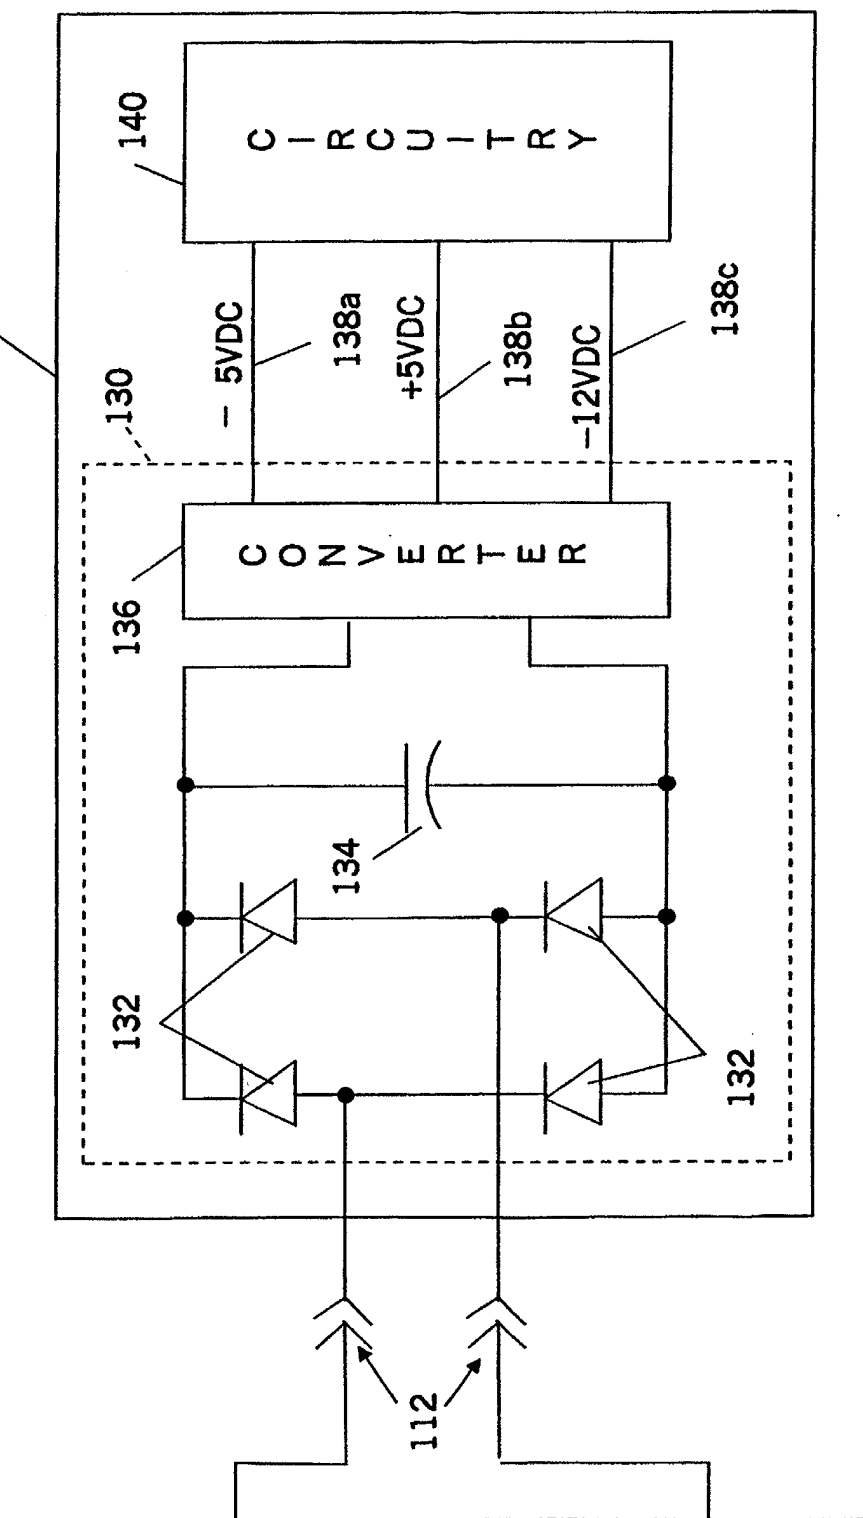 140
CIRCUITRY
- 5VDC
138a
+5VDC
138b
-12VDC
138c
130
136
CONVERTER
134
132
132
112